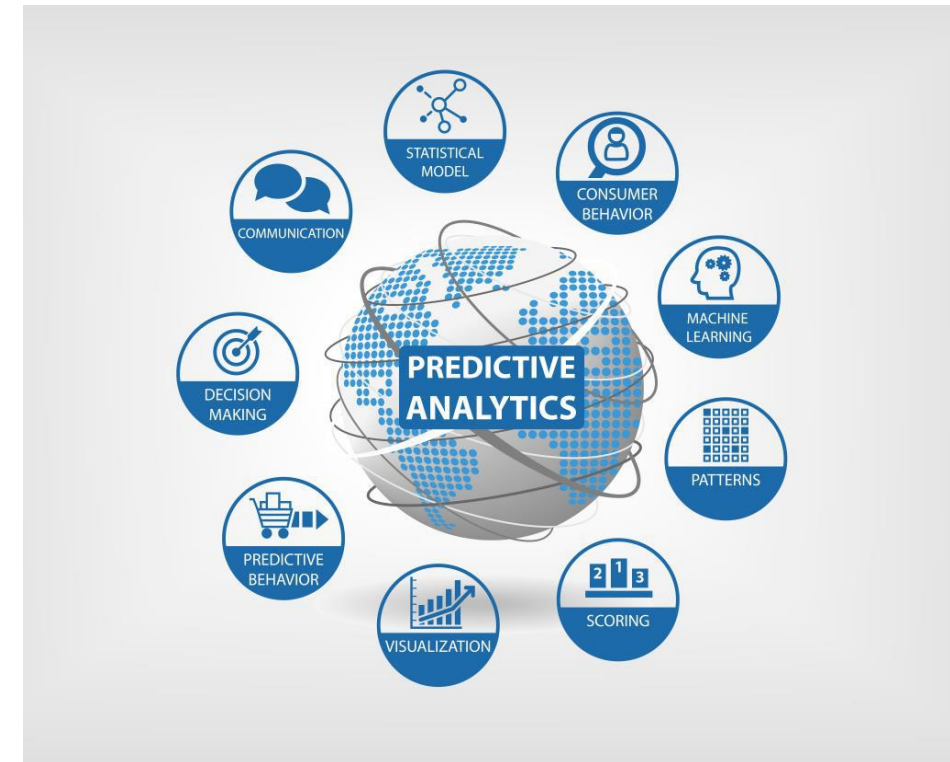 STATISTICAL
MODEL
CONSUMER
BEHAVIOR
COMMUNICATION
MACHINE
LEARNING
PREDICTIVE
ANALYTICS
DECISION
MAKING
PATTERNS
PREDICTIVE
BEHAVIOR
2 1 3
SCORING
VISUALIZATION